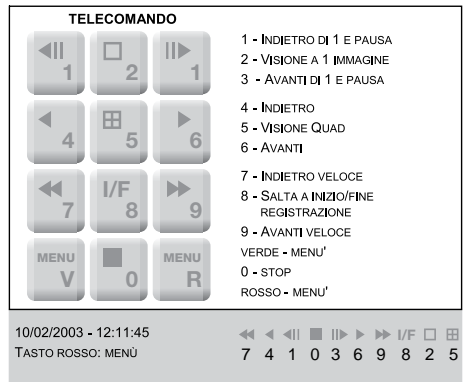 TELECOMANDO
1 1
2
4 5 6
7 I/F 8 9
MENU V 0 MENU R
1 - INDIETRO DI 1 E PAUSA
2 - VISIONE A 1 IMMAGINE
3 - AVANTI DI 1 E PAUSA
4 - INDIETRO
5 - VISIONE QUAD
6 - AVANTI
7 - INDIETRO VELOCE
8 - SALTA A INIZIO/FINE
REGISTRAZIONE
9 - AVANTI VELOCE
VERDE - MENU'
0 - STOP
ROSSO - MENU'
10/02/2003 - 12:11:45
TASTO ROSSO: MENÙ
I/F
7 4 1 0 3 6 9 8 2 5